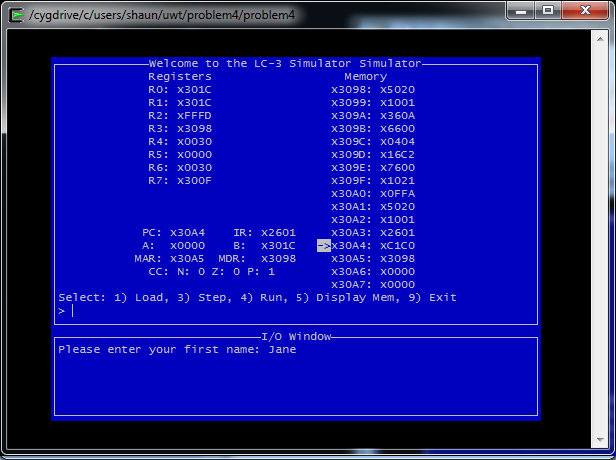 /cygdrive/c/users/shaun/uwt/problem4/problem4
Welcome to the LC-3 Simulator Simulator
Registers Memory
R0: x301C x3098: x5020
R1: x301C x3099: x1001
R2: xFFFD x309A: x360A
R3: x3098 x309B: x6600
R4: x0030 x309C: x0404
R5: x0000 x309D: x16C2
R6: x0030 x309E: x7600
R7: x300F x309F: x1021
x30A0: x0FFA
x30A1: x5020
x30A2: x1001
PC: x30A4 IR: x2601 x30A3: x2601
A: x0000 B: x301C ->x30A4: xC1C0
MAR: x30A5 MDR: x3098 x30A5: x3098
CC: N: 0 Z: 0 P: 1 x30A6: x0000
x30A7: x0000
Select: 1) Load, 3) Step, 4) Run, 5) Display Mem, 9) Exit
>
I/O Window
Please enter your first name: Jane